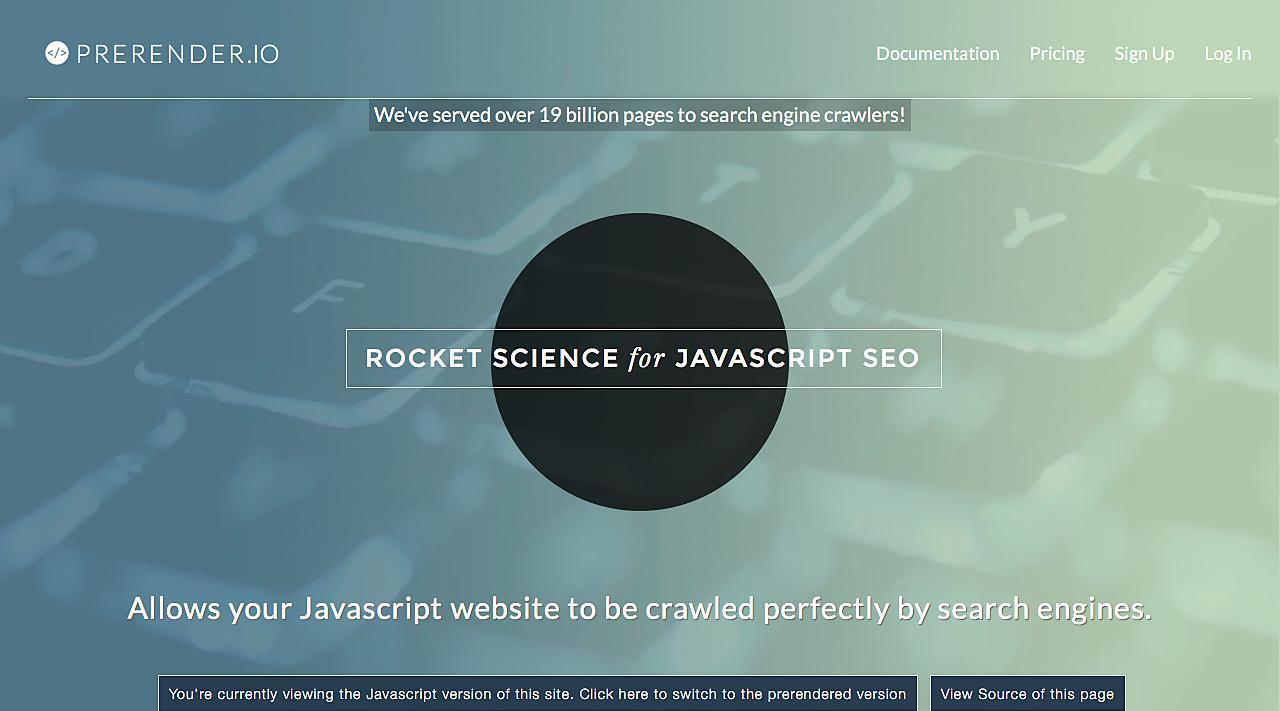 </> PRERENDER.IO
Documentation Pricing Sign Up Log In
We've served over 19 billion pages to search engine crawlers!
T
Y
O
F
ROCKET SCIENCE for JAVASCRIPT SEO
Allows your Javascript website to be crawled perfectly by search engines.
You're currently viewing the Javascript version of this site. Click here to switch to the prerendered version
View Source of this page